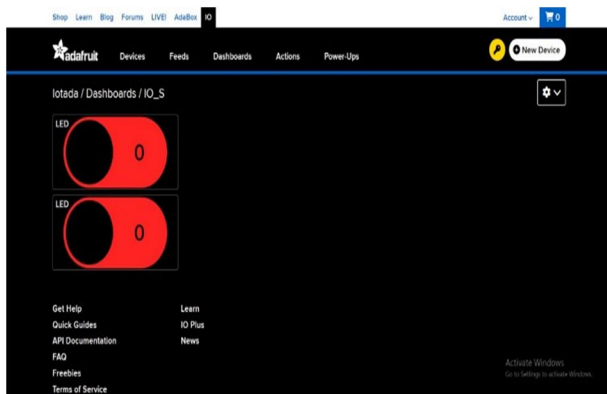 Shop Learn Blog Forums LIVE! AdaBox IO Account 0
adafruit Devices Feeds Dashboards Actions Power-Ups New Device
Iotada / Dashboards / IO_S
LED
0
LED
0
Get Help Learn
Quick Guides IO Plus
API Documentation News
FAQ
Freebies
Terms of Service
Activate Windows
Go to Settings to activate Windows.